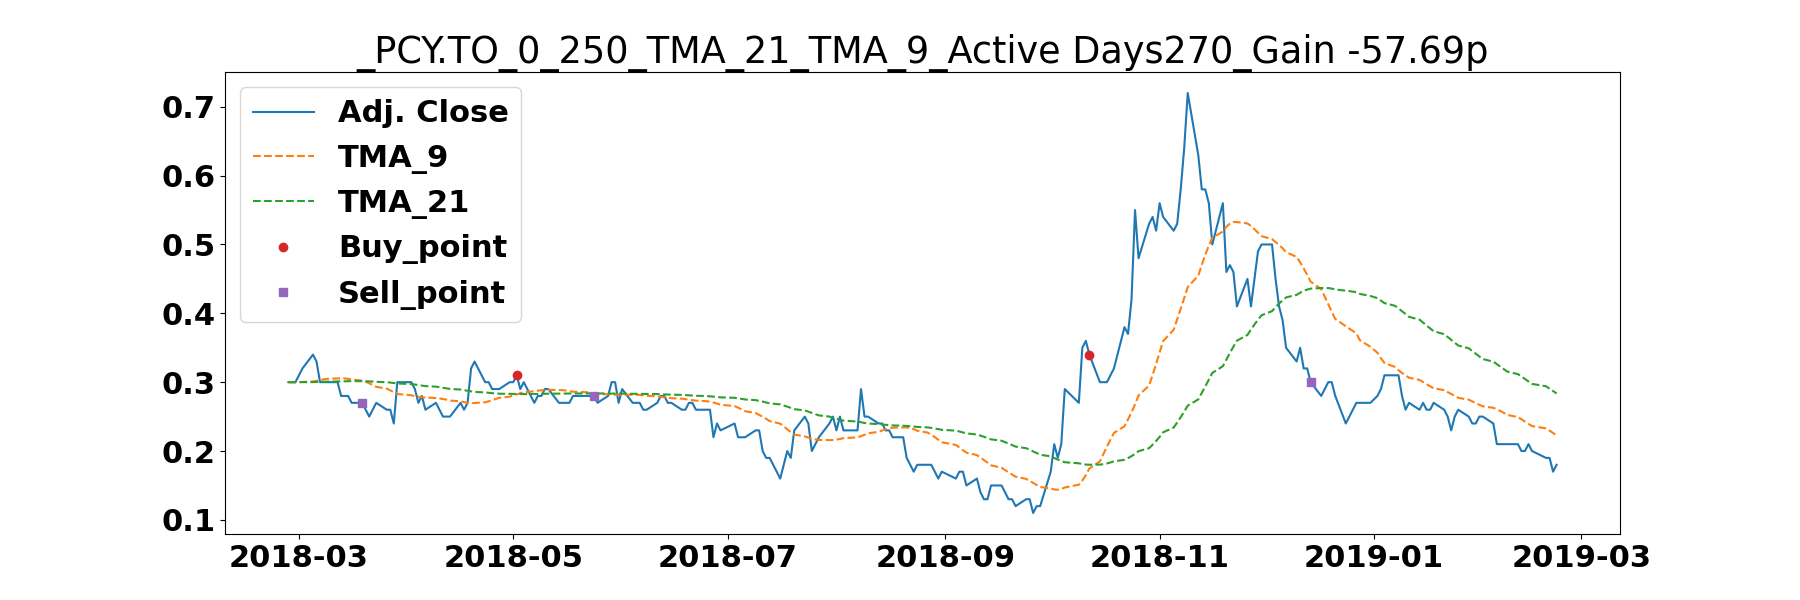 _PCY.TO_0_250_TMA_21_TMA_9_Active Days270_Gain -57.69p
0.7
0.6
0.5
0.4
0.3
0.2
0.1
Adj. Close
TMA_9
TMA_21
Buy_point
Sell_point
2018-03 2018-05 2018-07 2018-09 2018-11 2019-01 2019-03